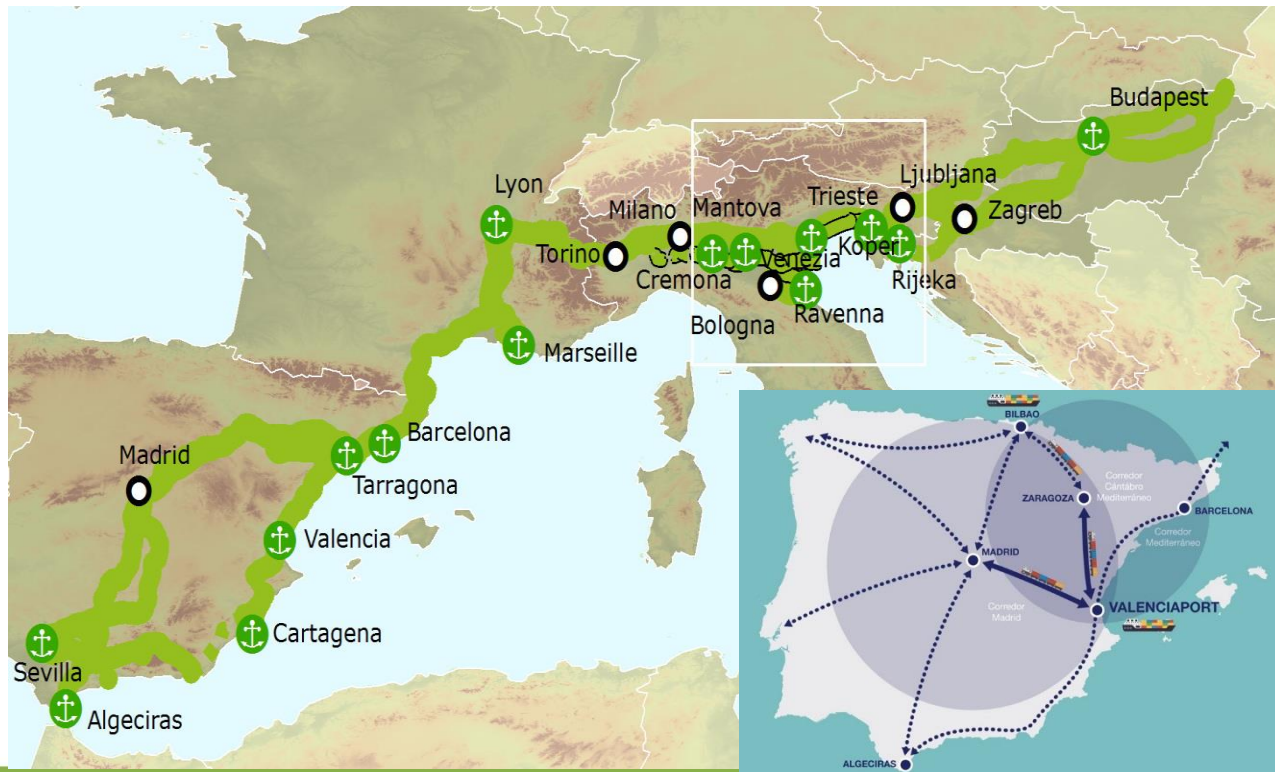 Budapest
Ljubljana
Lyon
Trieste
Milano
Mantova
Zagreb
Torino
Koper
Venezia
Cremona
Rijeka
Ravenna
Bologna
Marseille
Barcelona
Madrid
Tarragona
Valencia
Cartagena
Sevilla
Algeciras
BILBAO
Corredor
Cántabro
Mediterráneo
ZARAGOZA
BARCELONA
Corredor
Mediterráneo
MADRID
VALENCIAPORT
Corredor
Madrid
ALGECIRAS